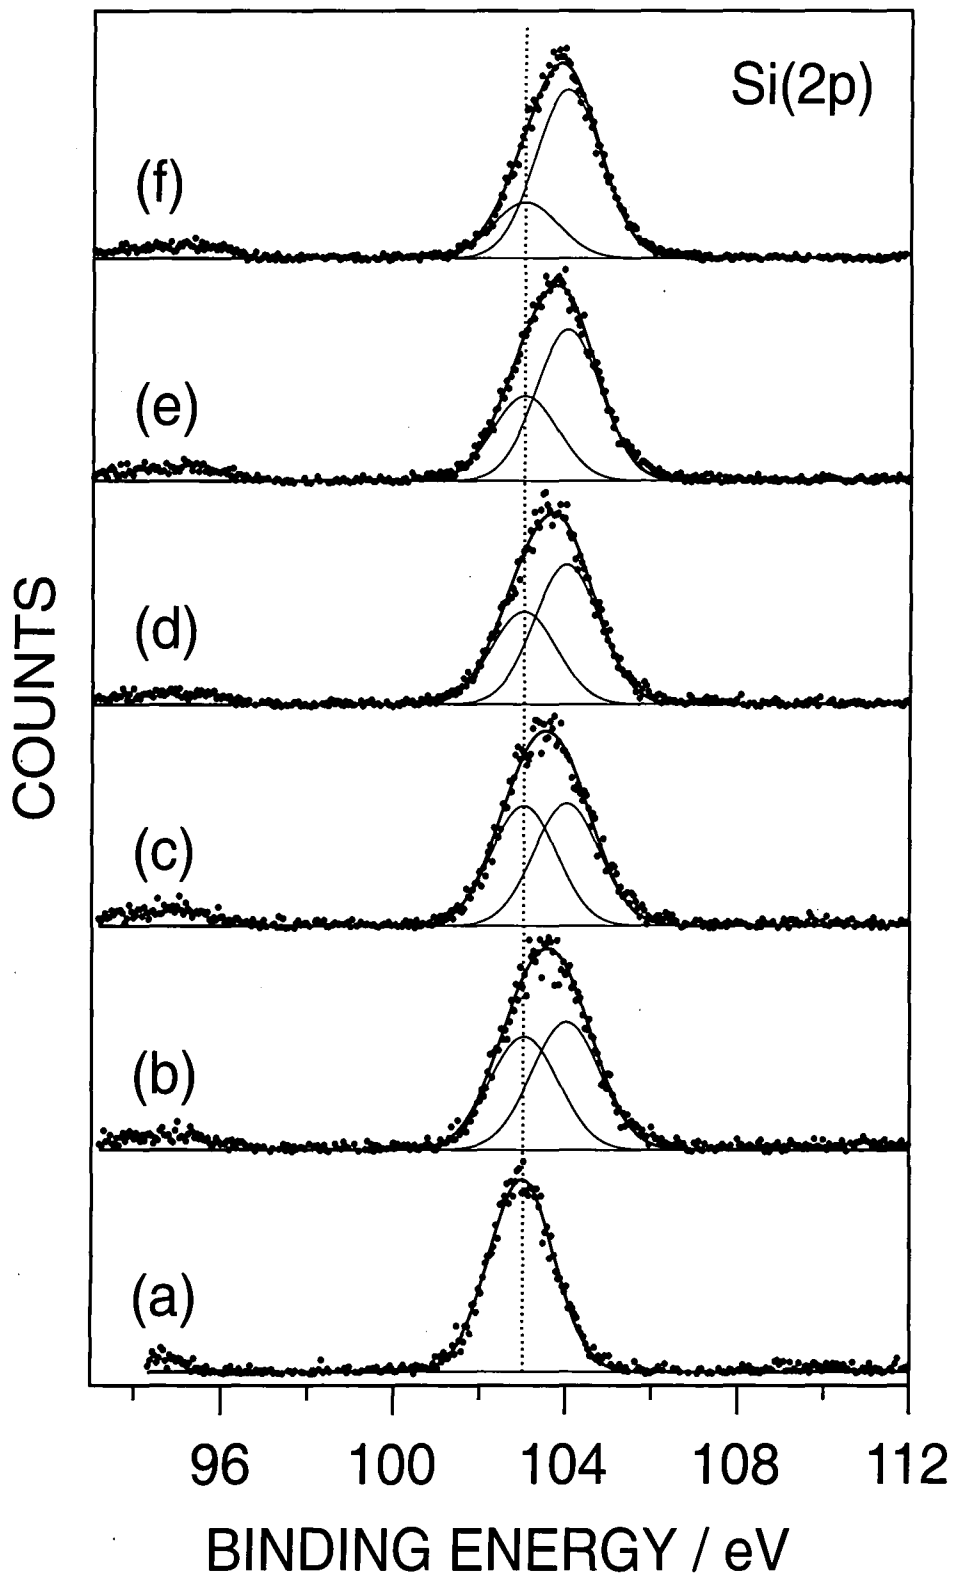 Si(2p)
(f)
(e)
(d)
(c)
(b)
(a)
COUNTS
96 100 104 108 112
BINDING ENERGY / eV